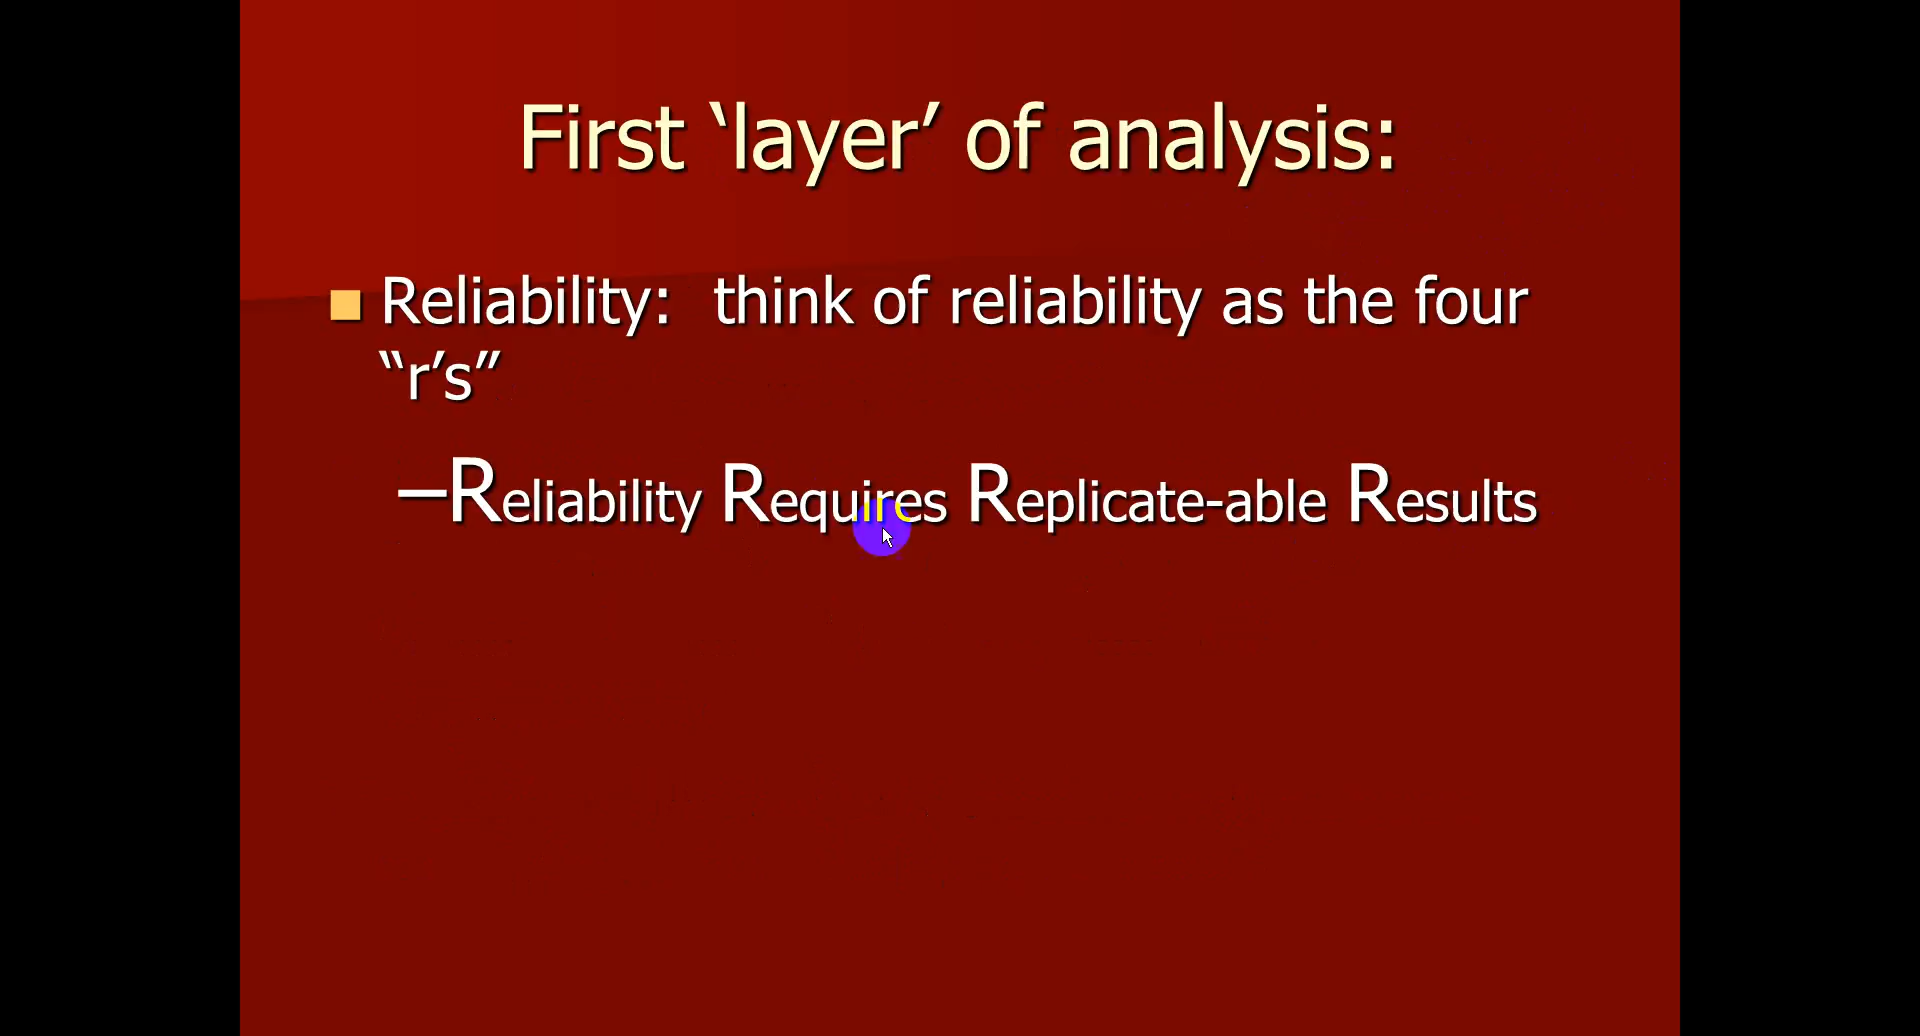 First ‘layer’ of analysis:
Reliability:  think of reliability as the four
“r’s”
–Reliability Requires Replicate-able Results